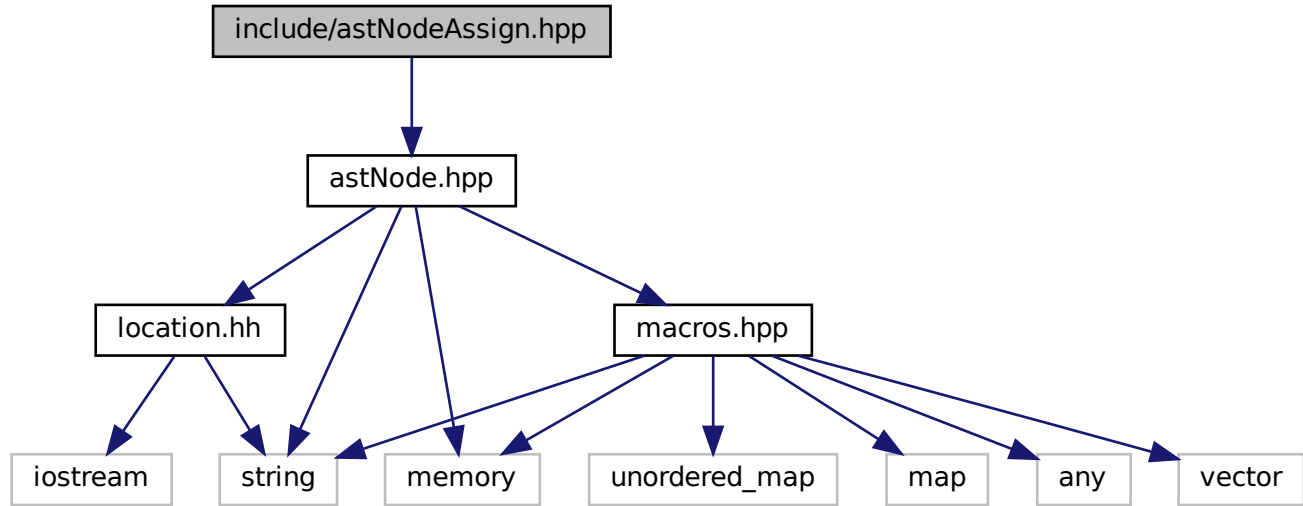 include/astNodeAssign.hpp
astNode.hpp
location.hh
macros.hpp
iostream
string
memory
unordered_map
map
any
vector